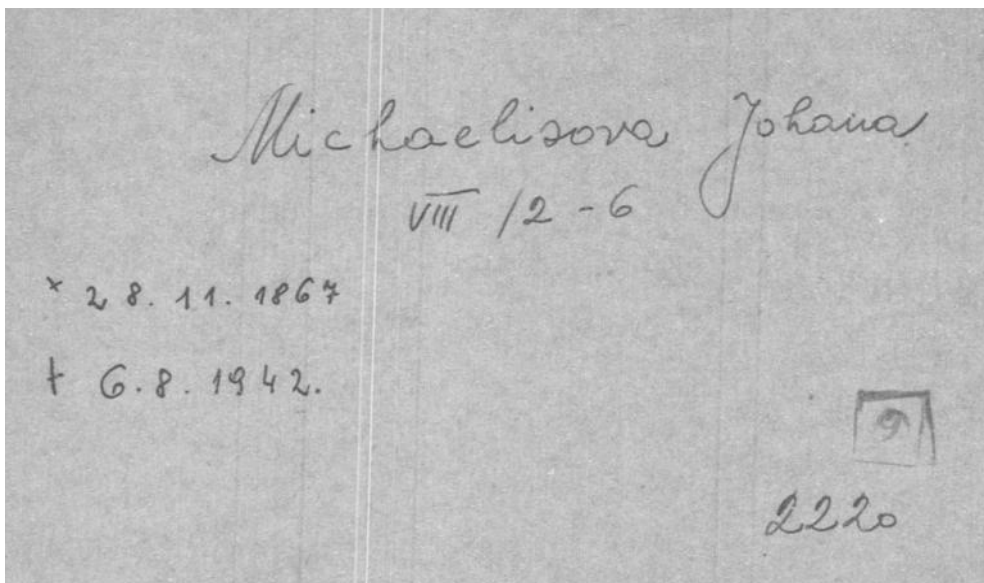 Michaelisova Johana
VIII /2 - 6
× 28. 11. 1867
† 6. 8. 1942.
9
2220